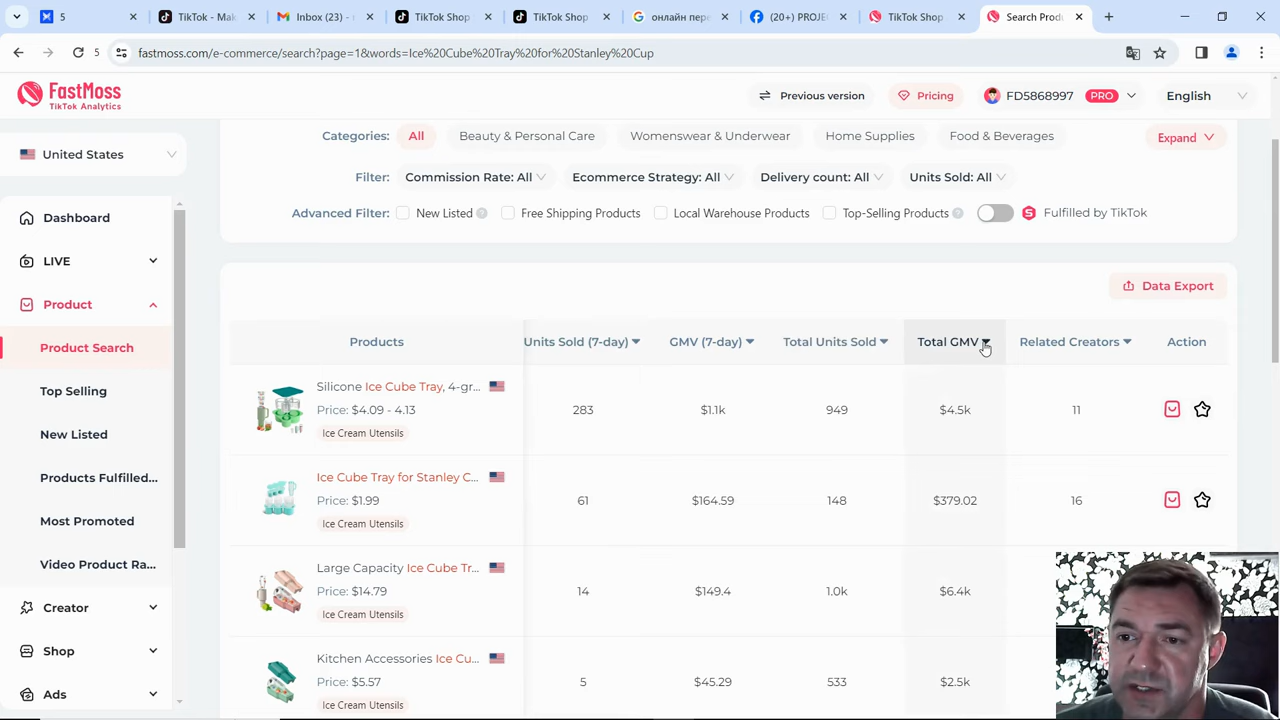 TikTok - Mak
Inbox (23) - r
TikTok Shop
TikTok Shop
онлайн пере
(20+) PROJEC
TikTok Shop
Search Produ
5
fastmoss.com/e-commerce/search?page=1&words=Ice%20Cube%20Tray%20for%20Stanley%20Cup
FastMoss
TikTok Analytics
Previous version
Pricing
FD5868997
PRO
English
United States
Categories: All Beauty & Personal Care Womenswear & Underwear Home Supplies Food & Beverages Expand
Filter: Commission Rate: All Ecommerce Strategy: All Delivery count: All Units Sold: All
Advanced Filter: New Listed Free Shipping Products Local Warehouse Products Top-Selling Products Fulfilled by TikTok
Dashboard
LIVE
Product
Product Search
Top Selling
New Listed
Products Fulfilled...
Most Promoted
Video Product Ra...
Creator
Shop
Ads
Data Export
Products Units Sold (7-day) GMV (7-day) Total Units Sold Total GMV Related Creators Action
Silicone Ice Cube Tray, 4-gr...
Price: $4.09 - 4.13 283 $1.1k 949 $4.5k 11
Ice Cream Utensils
Ice Cube Tray for Stanley C...
Price: $1.99 61 $164.59 148 $379.02 16
Ice Cream Utensils
Large Capacity Ice Cube Tr...
Price: $14.79 14 $149.4 1.0k $6.4k
Ice Cream Utensils
Kitchen Accessories Ice Cu...
Price: $5.57 5 $45.29 533 $2.5k
Ice Cream Utensils